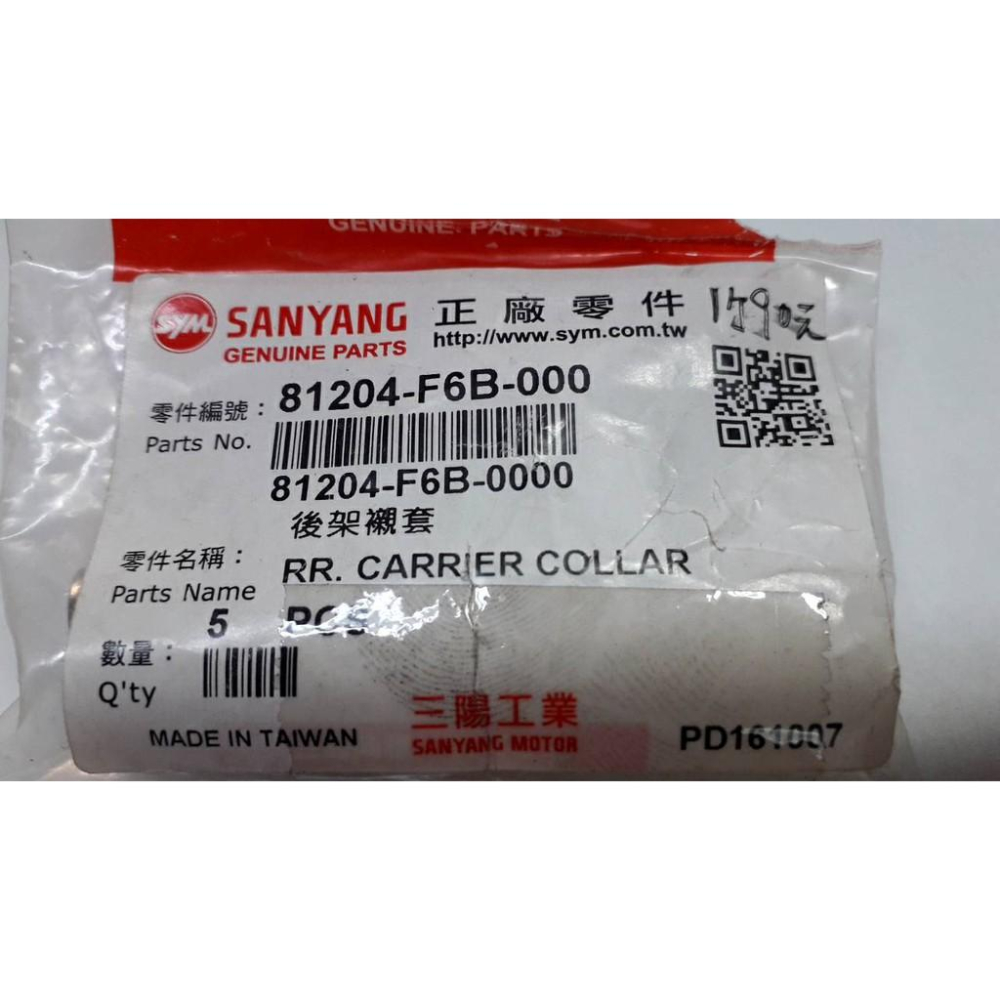 GENUINE PARTS
SYM SANYANG 正廠零件
GENUINE PARTS http://www.sym.com.tw
零件編號： 81204-F6B-000
Parts No.
81204-F6B-0000
後架襯套
零件名稱： RR. CARRIER COLLAR
Parts Name
5 PCS
數量：
Q'ty
三陽工業
MADE IN TAIWAN SANYANG MOTOR PD161007